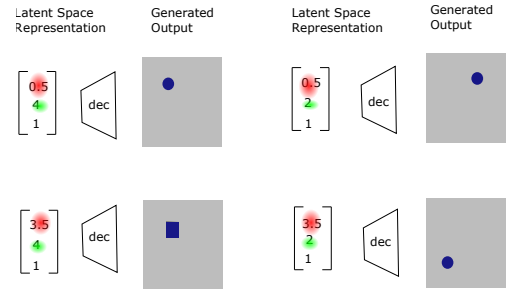 Latent Space
Representation
Generated
Output
Latent Space
Representation
Generated
Output
0.5
4
1
dec
0.5
2
1
dec
3.5
4
1
dec
3.5
2
1
dec